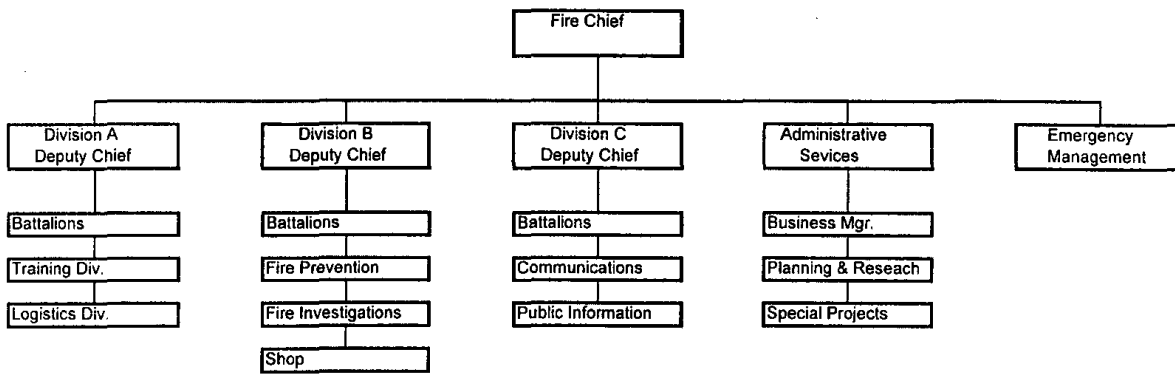 Fire Chief
Division A
Deputy Chief
Division B
Deputy Chief
Division C
Deputy Chief
Administrative
Sevices
Emergency
Management
Battalions
Training Div.
Logistics Div.
Battalions
Fire Prevention
Fire Investigations
Shop
Battalions
Communications
Public Information
Business Mgr.
Planning & Reseach
Special Projects